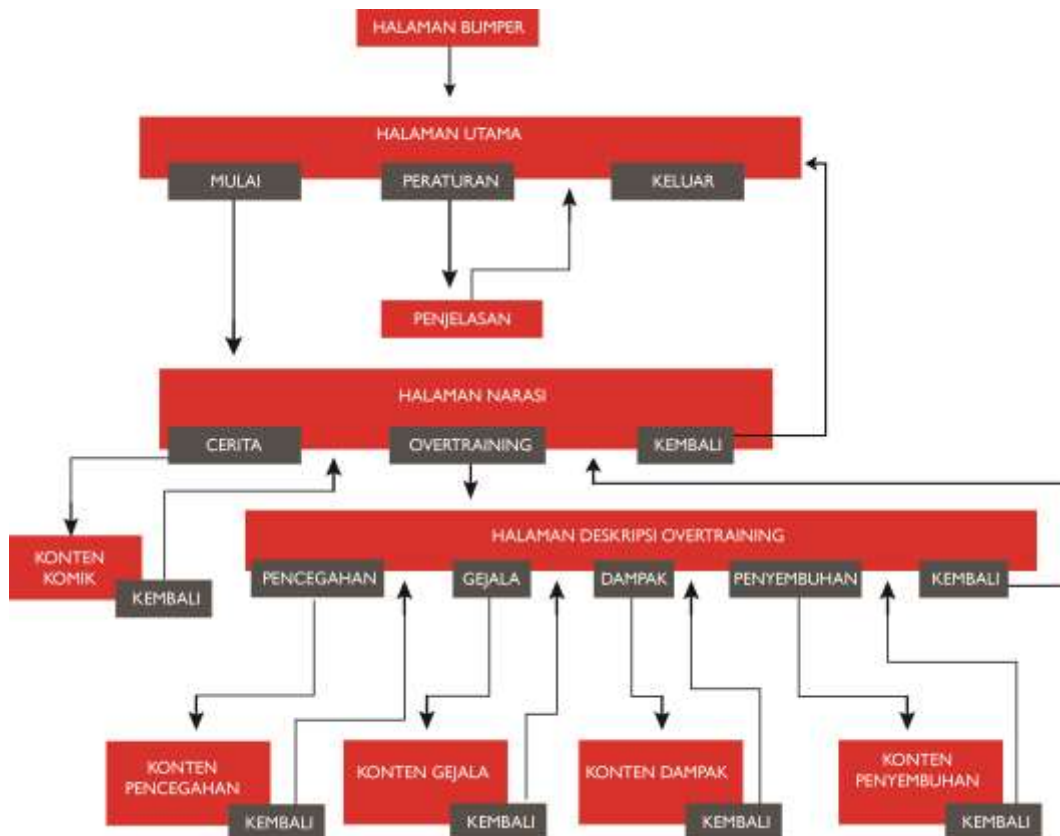 HALAMAN BUMPER
HALAMAN UTAMA
MULAI
PERATURAN
KELUAR
PENJELASAN
HALAMAN NARASI
CERITA
OVERTRAINING
KEMBALI
HALAMAN DESKRIPSI OVERTRAINING
KONTEN
KOMIK
KEMBALI
PENCEGAHAN
GEJALA
DAMPAK
PENYEMBUHAN
KEMBALI
KONTEN
PENCEGAHAN
KEMBALI
KONTEN GEJALA
KEMBALI
KONTEN DAMPAK
KEMBALI
KONTEN
PENYEMBUHAN
KEMBALI